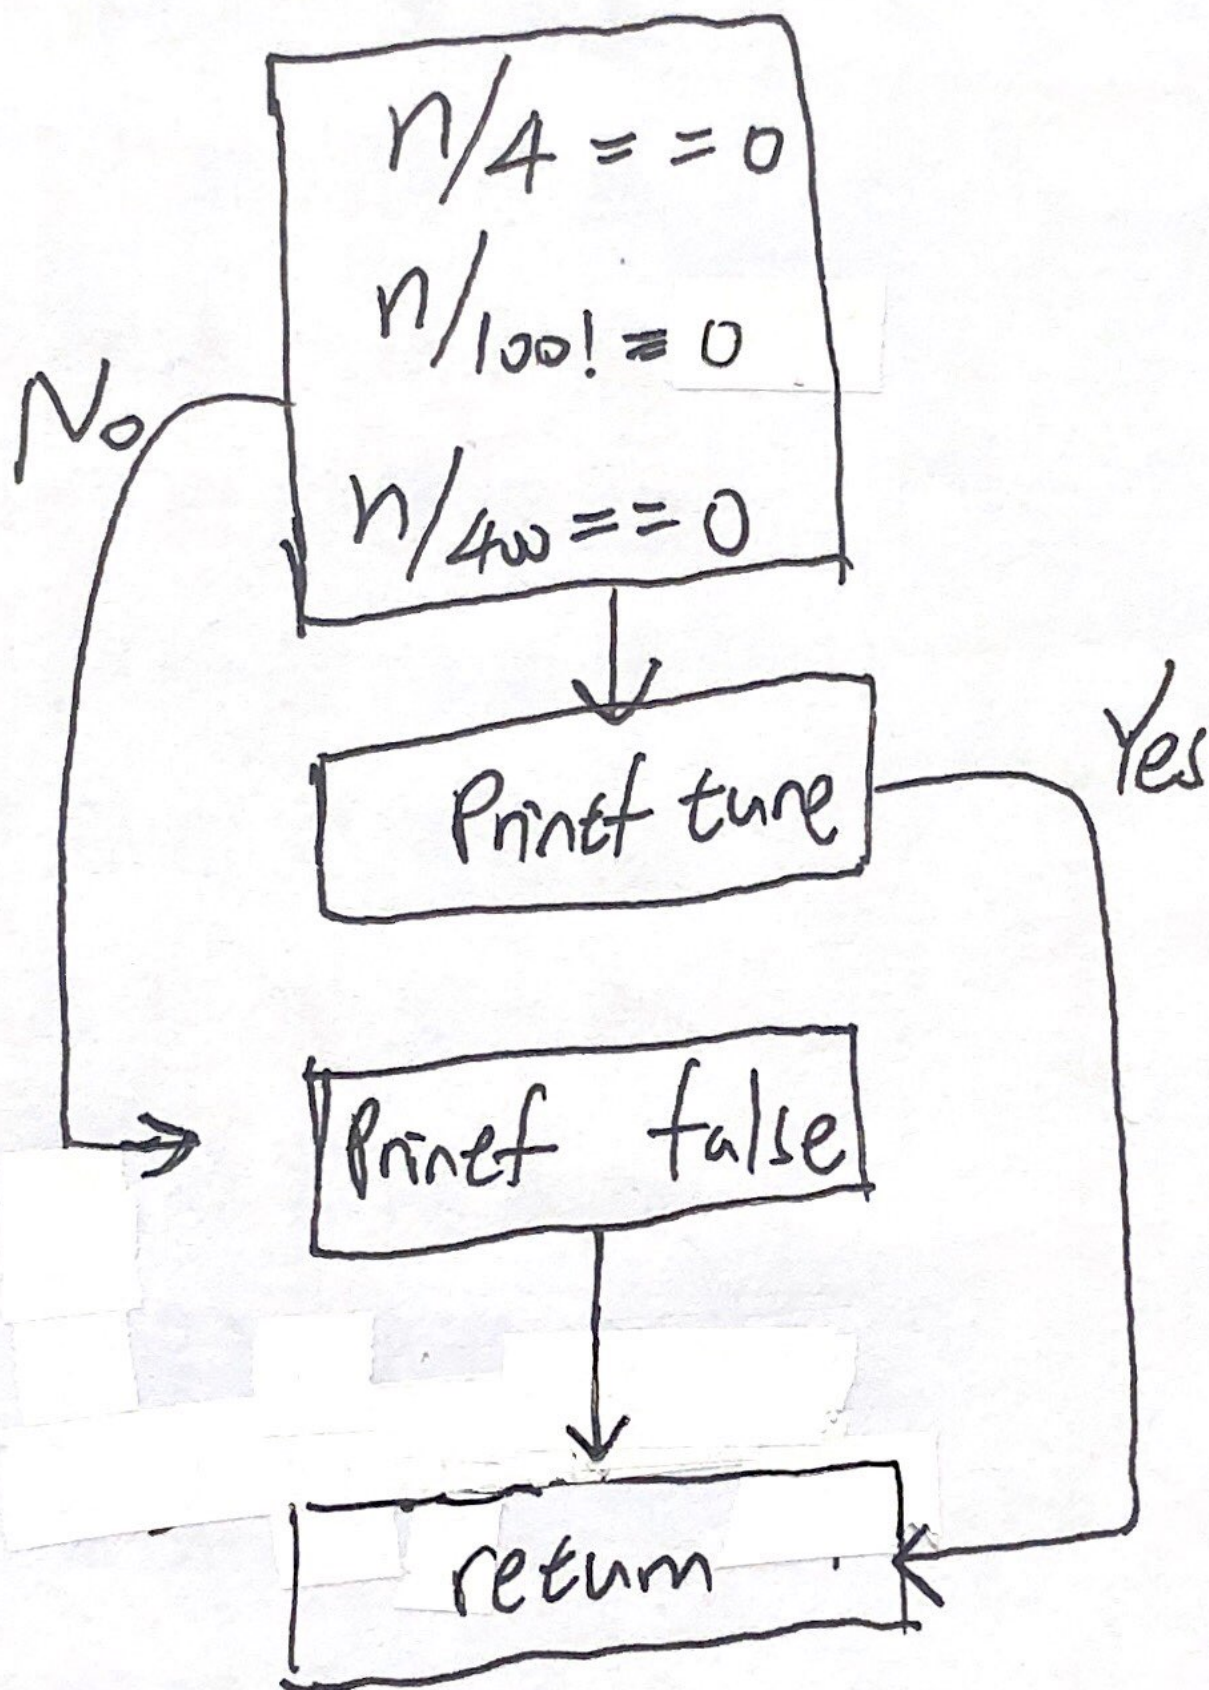 n/4 = = 0
n/100! = 0
No
n/400 = = 0
Printf ture
Yes
Printf false
return